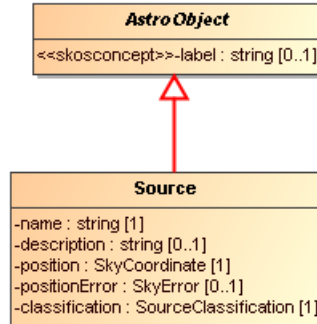 AstroObject
<<skosconcept>>-label : string [0..1]
Source
-name : string [1]
-description : string [0..1]
-position : SkyCoordinate [1]
-positionError : SkyError [0..1]
-classification : SourceClassification [1]